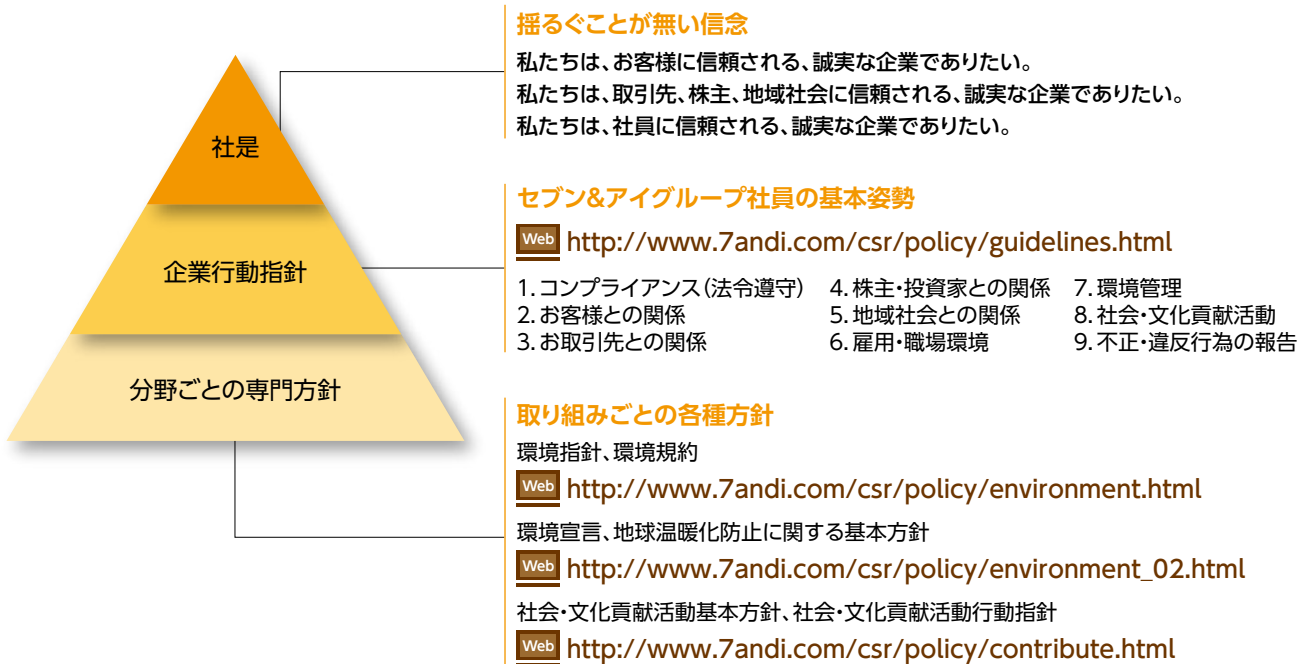 揺るぐことが無い信念
私たちは、お客様に信頼される、誠実な企業でありたい。
私たちは、取引先、株主、地域社会に信頼される、誠実な企業でありたい。
私たちは、社員に信頼される、誠実な企業でありたい。
社是
セブン&アイグループ社員の基本姿勢
Web http://www.7andi.com/csr/policy/guidelines.html
企業行動指針
1.コンプライアンス(法令遵守) 4.株主・投資家との関係 7.環境管理
2.お客様との関係 5.地域社会との関係 8.社会・文化貢献活動
3.お取引先との関係 6.雇用・職場環境 9.不正・違反行為の報告
分野ごとの専門方針
取り組みごとの各種方針
環境指針、環境規約
Web http://www.7andi.com/csr/policy/environment.html
環境宣言、地球温暖化防止に関する基本方針
Web http://www.7andi.com/csr/policy/environment_02.html
社会・文化貢献活動基本方針、社会・文化貢献活動行動指針
Web http://www.7andi.com/csr/policy/contribute.html